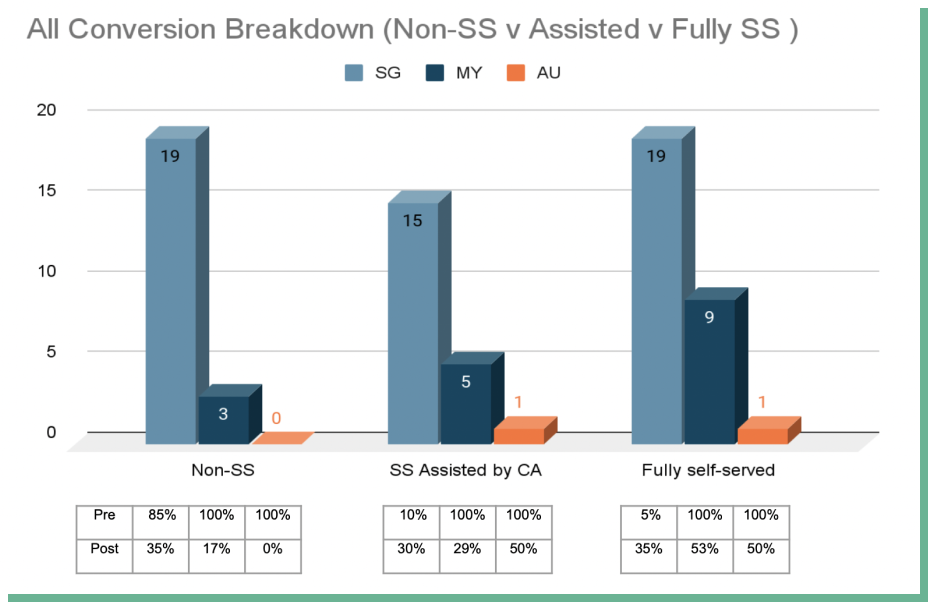 All Conversion Breakdown (Non-SS v Assisted v Fully SS )
SG MY AU
20
15
10
5
0
19
3
0
15
5
1
19
9
1
Non-SS SS Assisted by CA Fully self-served
Pre 85% 100% 100% 10% 100% 100% 5% 100% 100%
Post 35% 17% 0% 30% 29% 50% 35% 53% 50%